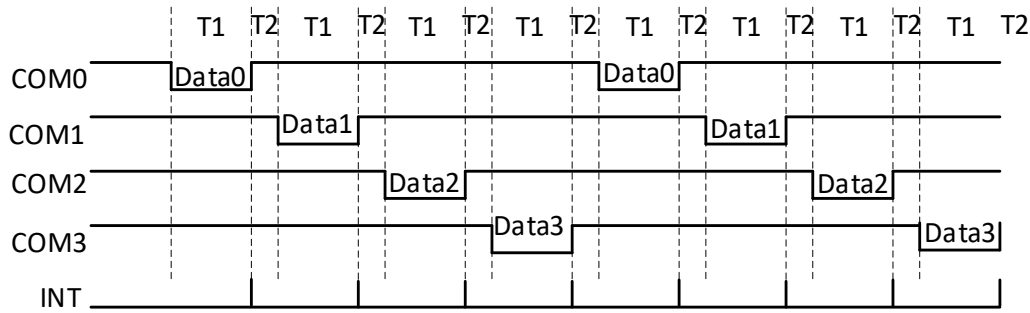 T1 T2 T1 T2 T1 T2 T1 T2 T1 T2 T1 T2 T1 T2 T1 T2
COM0 Data0 Data0
COM1 Data1 Data1
COM2 Data2 Data2
COM3 Data3 Data3
INT